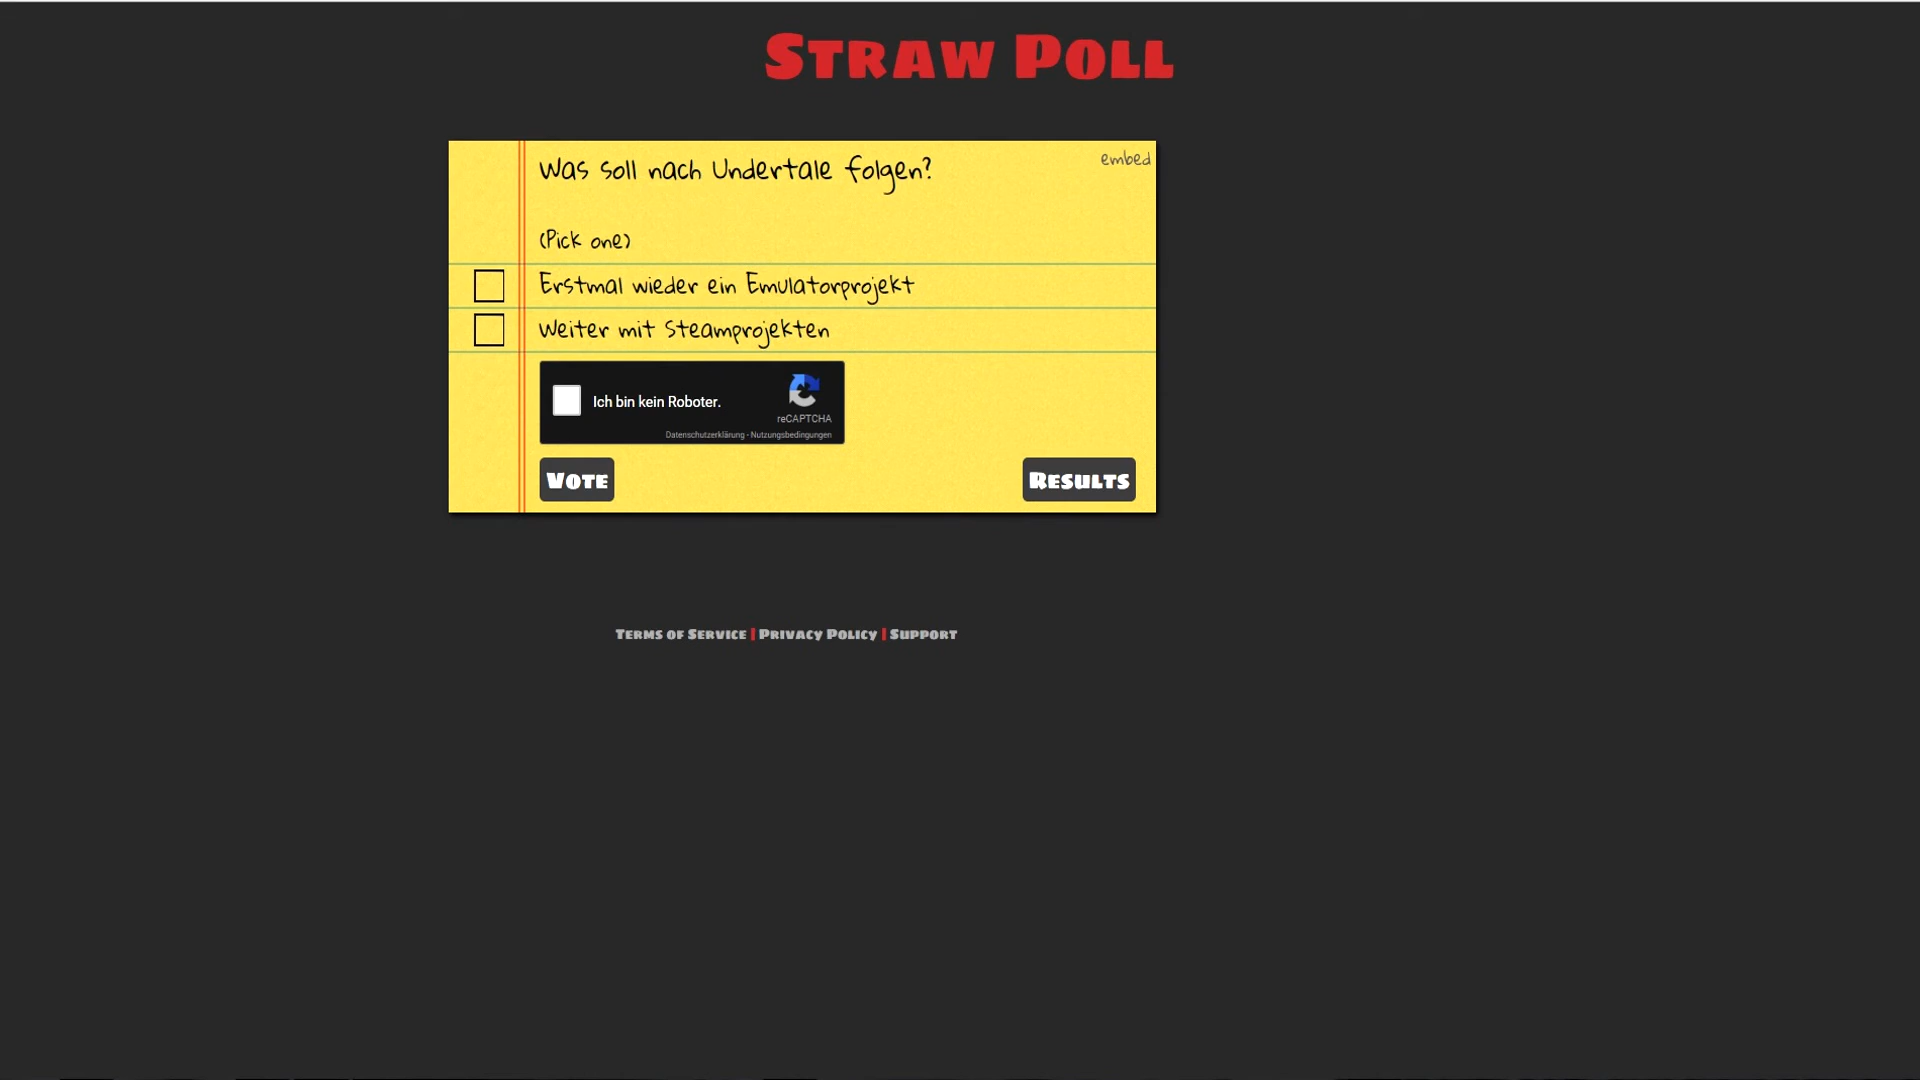 Straw Poll
Was soll nach Undertale folgen?
embed
(Pick one)
Erstmal wieder ein Emulatorprojekt
Weiter mit Steamprojekten
Ich bin kein Roboter.
reCAPTCHA
Datenschutzerklärung - Nutzungsbedingungen
Vote
Results
Terms of Service | Privacy Policy | Support